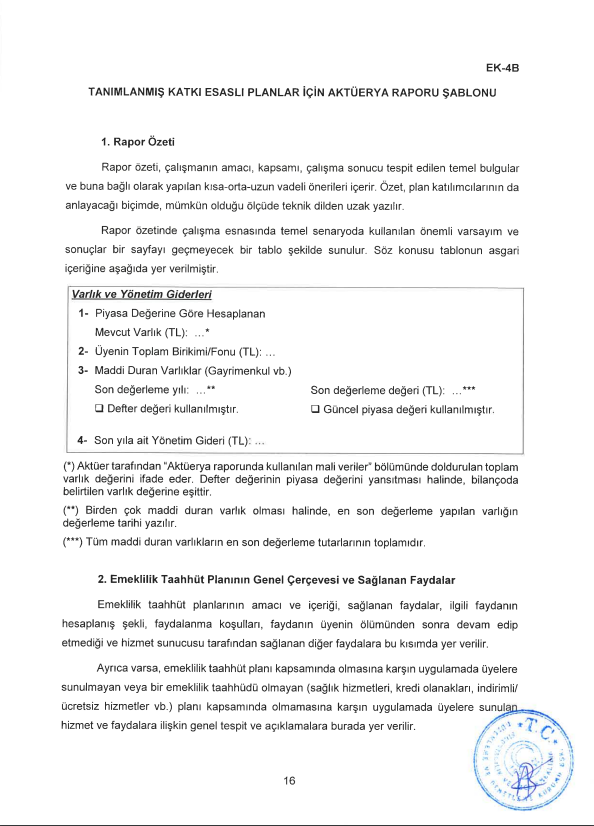 EK-4B
TANIMLANMIŞ KATKI ESASLI PLANLAR İÇİN AKTÜERYA RAPORU ŞABLONU
1. Rapor Özeti
Rapor özeti, çalışmanın amacı, kapsamı, çalışma sonucu tespit edilen temel bulgular
ve buna bağlı olarak yapılan kısa-orta-uzun vadeli önerileri içerir. Özet, plan katılımcılarının da
anlayacağı biçimde, mümkün olduğu ölçüde teknik dilden uzak yazılır.
Rapor özetinde çalışma esnasında temel senaryoda kullanılan önemli varsayım ve
sonuçlar bir sayfayı geçmeyecek bir tablo şekilde sunulur. Söz konusu tablonun asgari
içeriğine aşağıda yer verilmiştir.
Varlık ve Yönetim Giderleri
1- Piyasa Değerine Göre Hesaplanan
Mevcut Varlık (TL): ...*
2- Üyenin Toplam Birikimi/Fonu (TL): ...
3- Maddi Duran Varlıklar (Gayrimenkul vb.)
Son değerleme yılı: ...** Son değerleme değeri (TL): ...***
❑ Defter değeri kullanılmıştır. ❑ Güncel piyasa değeri kullanılmıştır.
4- Son yıla ait Yönetim Gideri (TL): ...
(*) Aktüer tarafından "Aktüerya raporunda kullanılan mali veriler" bölümünde doldurulan toplam
varlık değerini ifade eder. Defter değerinin piyasa değerini yansıtması halinde, bilançoda
belirtilen varlık değerine eşittir.
(**) Birden çok maddi duran varlık olması halinde, en son değerleme yapılan varlığın
değerleme tarihi yazılır.
(***) Tüm maddi duran varlıkların en son değerleme tutarlarının toplamıdır.
2. Emeklilik Taahhüt Planının Genel Çerçevesi ve Sağlanan Faydalar
Emeklilik taahhüt planlarının amacı ve içeriği, sağlanan faydalar, ilgili faydanın
hesaplanış şekli, faydalanma koşulları, faydanın üyenin ölümünden sonra devam edip
etmediği ve hizmet sunucusu tarafından sağlanan diğer faydalara bu kısımda yer verilir.
Ayrıca varsa, emeklilik taahhüt planı kapsamında olmasına karşın uygulamada üyelere
sunulmayan veya bir emeklilik taahhüdü olmayan (sağlık hizmetleri, kredi olanakları, indirimli/
ücretsiz hizmetler vb.) planı kapsamında olmamasına karşın uygulamada üyelere sunulan
hizmet ve faydalara ilişkin genel tespit ve açıklamalara burada yer verilir.
T.C.
16